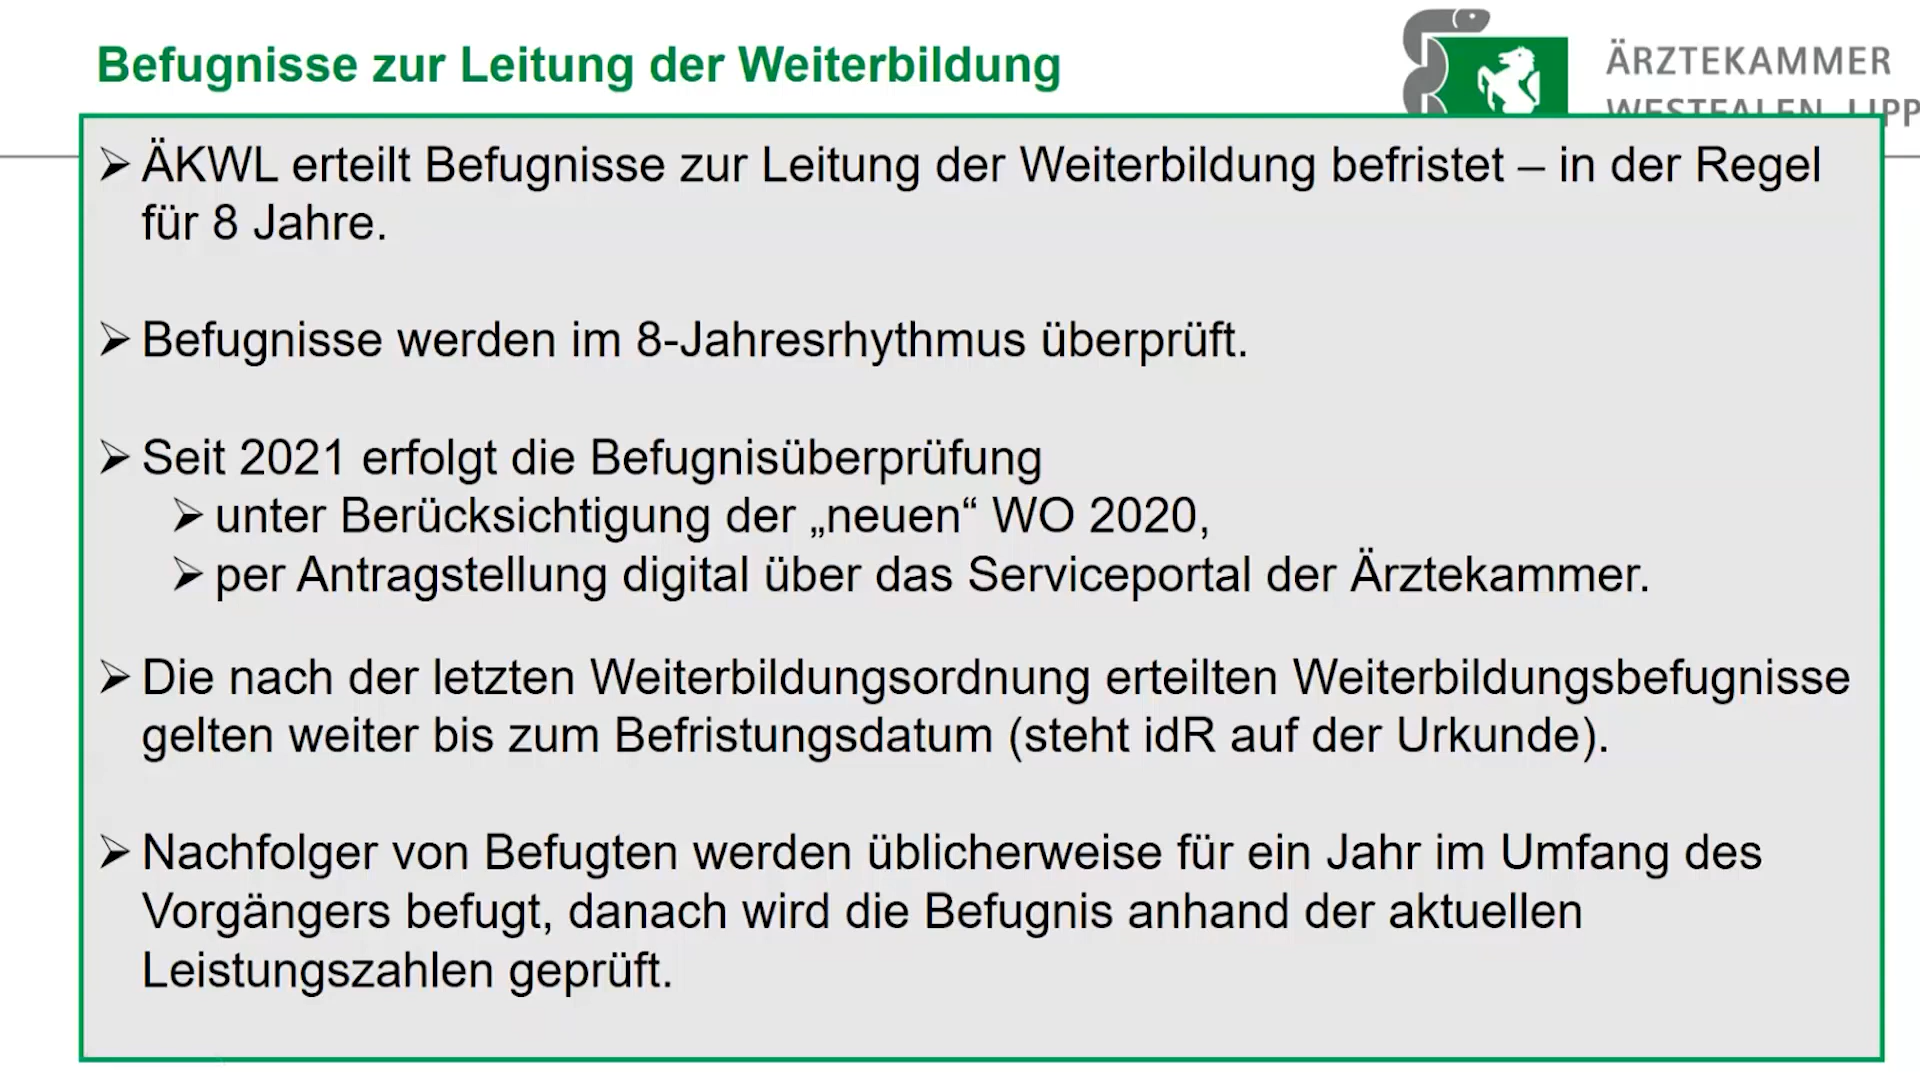 Befugnisse zur Leitung der Weiterbildung
ÄRZTEKAMMER
WESTFALEN LIPP
➢ ÄKWL erteilt Befugnisse zur Leitung der Weiterbildung befristet – in der Regel
für 8 Jahre.
➢ Befugnisse werden im 8-Jahresrhythmus überprüft.
➢ Seit 2021 erfolgt die Befugnisüberprüfung
➢ unter Berücksichtigung der „neuen“ WO 2020,
➢ per Antragstellung digital über das Serviceportal der Ärztekammer.
➢ Die nach der letzten Weiterbildungsordnung erteilten Weiterbildungsbefugnisse
gelten weiter bis zum Befristungsdatum (steht idR auf der Urkunde).
➢ Nachfolger von Befugten werden üblicherweise für ein Jahr im Umfang des
Vorgängers befugt, danach wird die Befugnis anhand der aktuellen
Leistungszahlen geprüft.